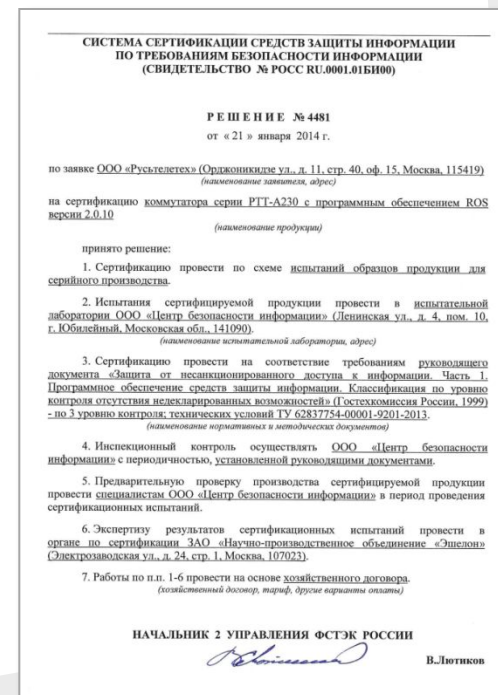 СИСТЕМА СЕРТИФИКАЦИИ СРЕДСТВ ЗАЩИТЫ ИНФОРМАЦИИ
ПО ТРЕБОВАНИЯМ БЕЗОПАСНОСТИ ИНФОРМАЦИИ
(СВИДЕТЕЛЬСТВО № РОСС RU.0001.01БИ00)
Р Е Ш Е Н И Е № 4481
от « 21 » января 2014 г.
по заявке ООО «Русьтелетех» (Орджоникидзе ул., д. 11, стр. 40, оф. 15, Москва, 115419)
(наименование заявителя, адрес)
на сертификацию коммутатора серии РТТ-А230 с программным обеспечением ROS
версии 2.0.10
(наименование продукции)
принято решение:
1. Сертификацию провести по схеме испытаний образцов продукции для
серийного производства.
2. Испытания сертифицируемой продукции провести в испытательной
лаборатории ООО «Центр безопасности информации» (Ленинская ул., д. 4, пом. 10,
г. Юбилейный, Московская обл., 141090).
(наименование испытательной лаборатории, адрес)
3. Сертификацию провести на соответствие требованиям руководящего
документа «Защита от несанкционированного доступа к информации. Часть 1.
Программное обеспечение средств защиты информации. Классификация по уровню
контроля отсутствия недекларированных возможностей» (Гостехкомиссия России, 1999)
- по 3 уровню контроля; технических условий ТУ 62837754-00001-9201-2013.
(наименование нормативных и методических документов)
4. Инспекционный контроль осуществлять ООО «Центр безопасности
информации» с периодичностью, установленной руководящими документами.
5. Предварительную проверку производства сертифицируемой продукции
провести специалистам ООО «Центр безопасности информации» в период проведения
сертификационных испытаний.
6. Экспертизу результатов сертификационных испытаний провести в
органе по сертификации ЗАО «Научно-производственное объединение «Эшелон»
(Электрозаводская ул., д. 24, стр. 1, Москва, 107023).
7. Работы по п.п. 1-6 провести на основе хозяйственного договора.
(хозяйственный договор, тариф, другие варианты оплаты)
НАЧАЛЬНИК 2 УПРАВЛЕНИЯ ФСТЭК РОССИИ
В.Лютиков